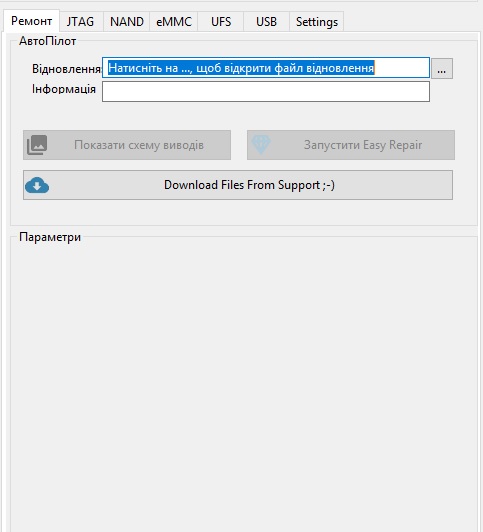 Ремонт JTAG NAND eMMC UFS USB Settings
АвтоПілот
Відновлення Натисніть на ..., щоб відкрити файл відновлення ...
Інформація
Показати схему виводів Запустити Easy Repair
Download Files From Support ;-)
Параметри